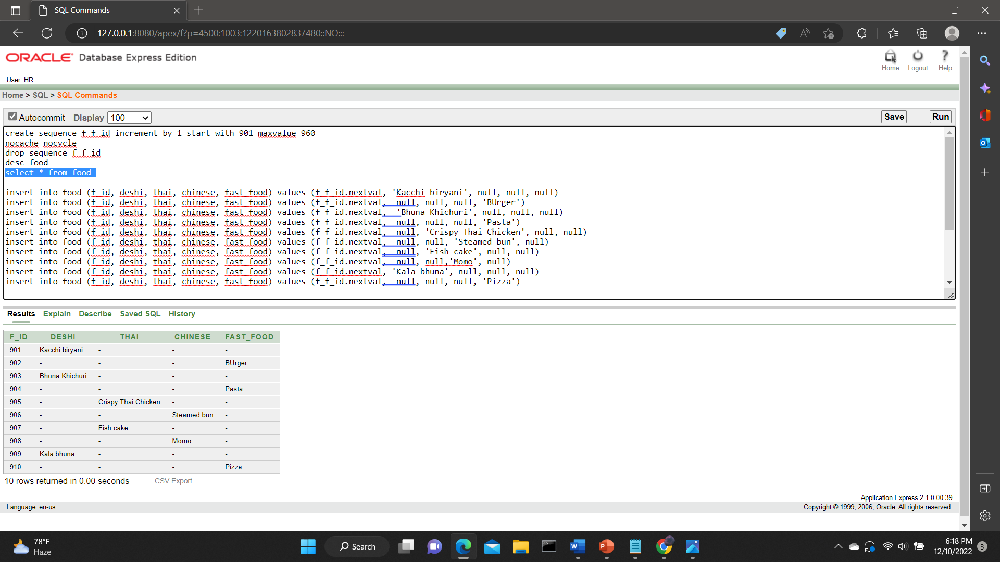 SQL Commands
127.0.0.1:8080/apex/f?p=4500:1003:1220163802837480::NO:::
ORACLE Database Express Edition
Home Logout Help
User: HR
Home > SQL > SQL Commands
Autocommit Display 100 Save Run
create sequence f_f_id increment by 1 start with 901 maxvalue 960
nocache nocycle
drop sequence f_f_id
desc food
select * from food
insert into food (f_id, deshi, thai, chinese, fast_food) values (f_f_id.nextval, 'Kacchi biryani', null, null, null)
insert into food (f_id, deshi, thai, chinese, fast_food) values (f_f_id.nextval,  null, null, null, 'BUrger')
insert into food (f_id, deshi, thai, chinese, fast_food) values (f_f_id.nextval,  'Bhuna Khichuri', null, null, null)
insert into food (f_id, deshi, thai, chinese, fast_food) values (f_f_id.nextval,  null, null, null, 'Pasta')
insert into food (f_id, deshi, thai, chinese, fast_food) values (f_f_id.nextval,  null, 'Crispy Thai Chicken', null, null)
insert into food (f_id, deshi, thai, chinese, fast_food) values (f_f_id.nextval,  null, null, 'Steamed bun', null)
insert into food (f_id, deshi, thai, chinese, fast_food) values (f_f_id.nextval,  null, 'Fish cake', null, null)
insert into food (f_id, deshi, thai, chinese, fast_food) values (f_f_id.nextval,  null, null,'Momo', null)
insert into food (f_id, deshi, thai, chinese, fast_food) values (f_f_id.nextval, 'Kala bhuna', null, null, null)
insert into food (f_id, deshi, thai, chinese, fast_food) values (f_f_id.nextval,  null, null, null, 'Pizza')
Results Explain Describe Saved SQL History
F_ID DESHI THAI CHINESE FAST_FOOD
901 Kacchi biryani - - -
902 - - - BUrger
903 Bhuna Khichuri - - -
904 - - - Pasta
905 - Crispy Thai Chicken - -
906 - - Steamed bun -
907 - Fish cake - -
908 - - Momo -
909 Kala bhuna - - -
910 - - - Pizza
10 rows returned in 0.00 seconds CSV Export
Application Express 2.1.0.00.39
Language: en-us Copyright © 1999, 2006, Oracle. All rights reserved.
78°F
Haze
Search
6:18 PM
12/10/2022
3